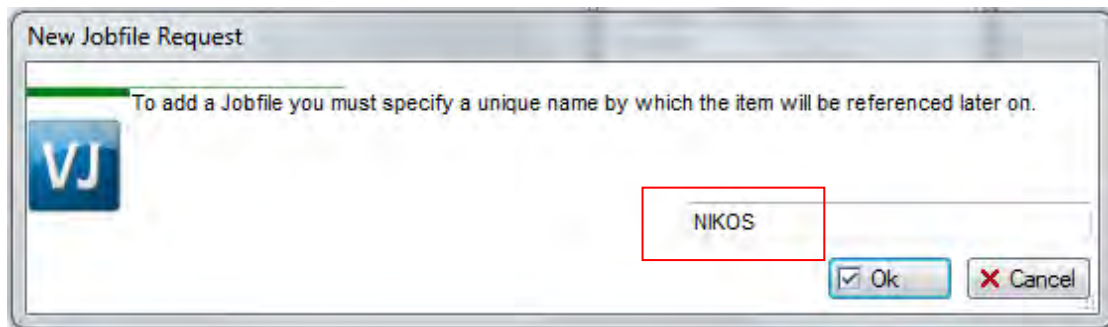 New Jobfile Request
To add a Jobfile you must specify a unique name by which the item will be referenced later on.
VJ
NIKOS
Ok
Cancel